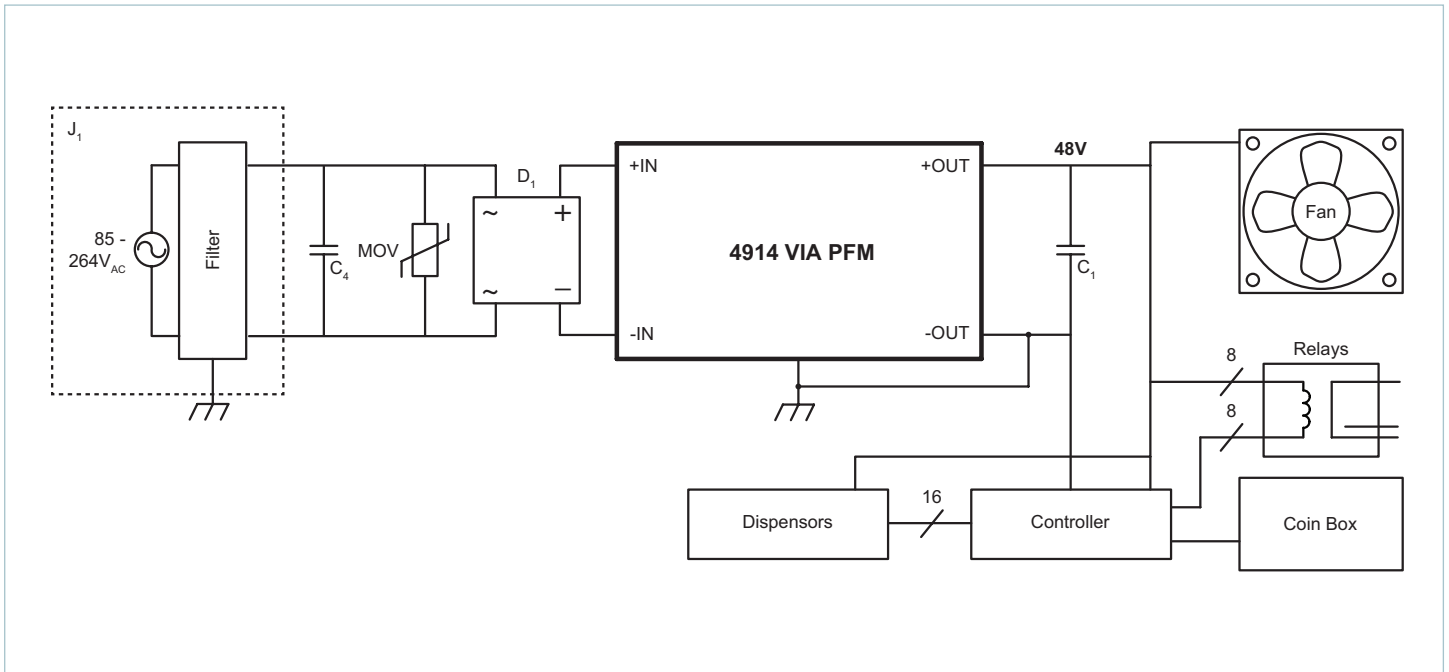 J1
85 -
264VAC
Filter
C4
MOV
D1
~
+
~
–
+IN
-IN
4914 VIA PFM
+OUT
-OUT
48V
C1
Fan
Relays
8
8
Dispensors
16
Controller
Coin Box